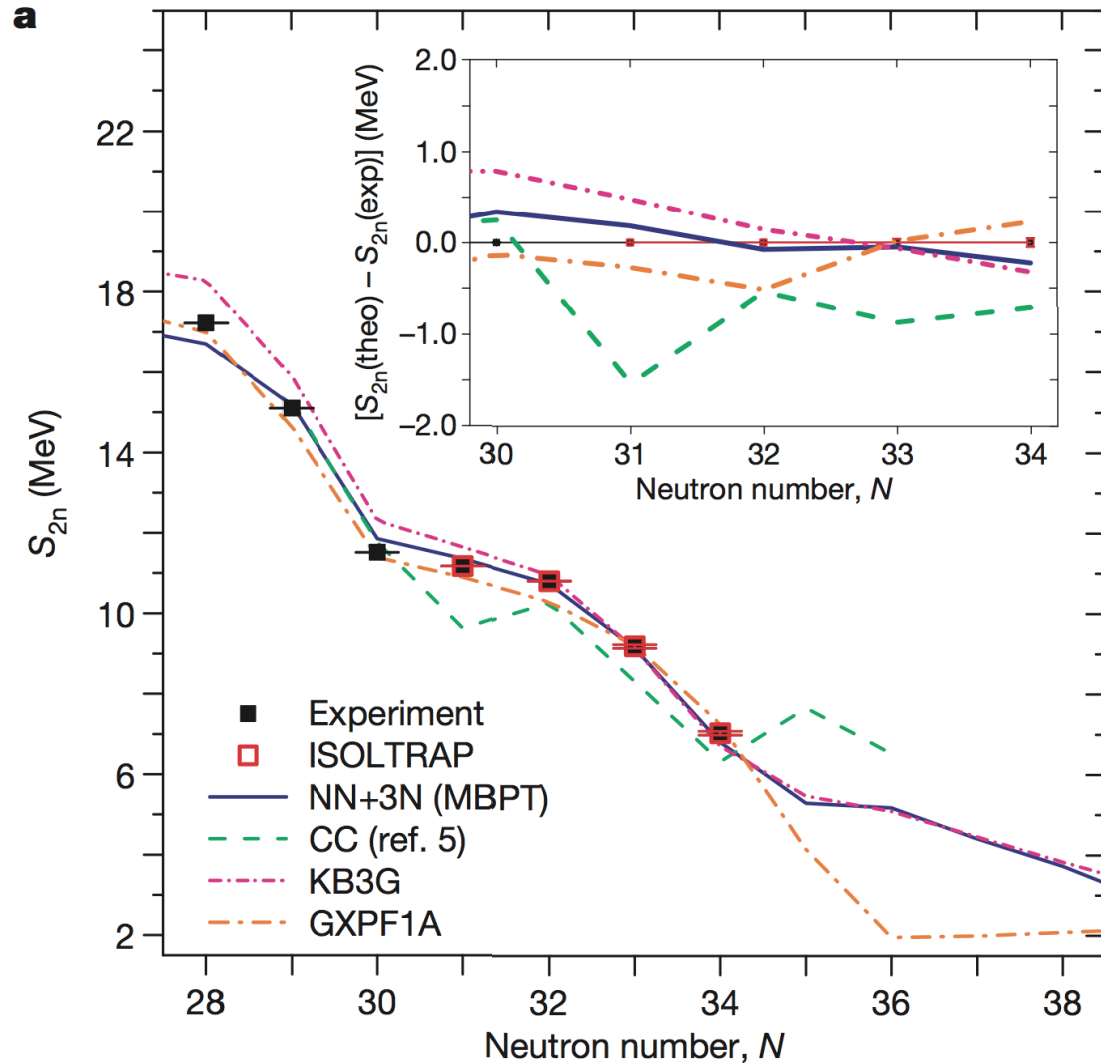 a
2.0
1.0
0.0
−1.0
−2.0
[S2n(theo) − S2n(exp)] (MeV)
30 31 32 33 34
Neutron number, N
22
18
14
10
6
2
S2n (MeV)
Experiment
ISOLTRAP
NN+3N (MBPT)
CC (ref. 5)
KB3G
GXPF1A
28 30 32 34 36 38
Neutron number, N